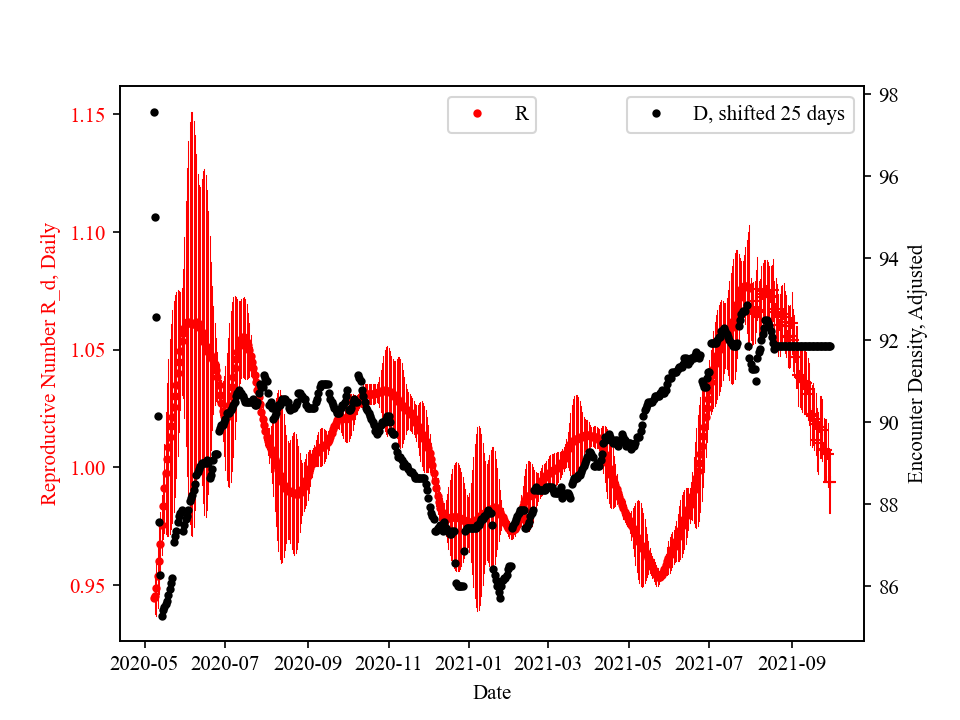 R
D, shifted 25 days
Reproductive Number R_d, Daily
1.15
1.10
1.05
1.00
0.95
98
96
94
92
90
88
86
Encounter Density, Adjusted
2020-05 2020-07 2020-09 2020-11 2021-01 2021-03 2021-05 2021-07 2021-09
Date